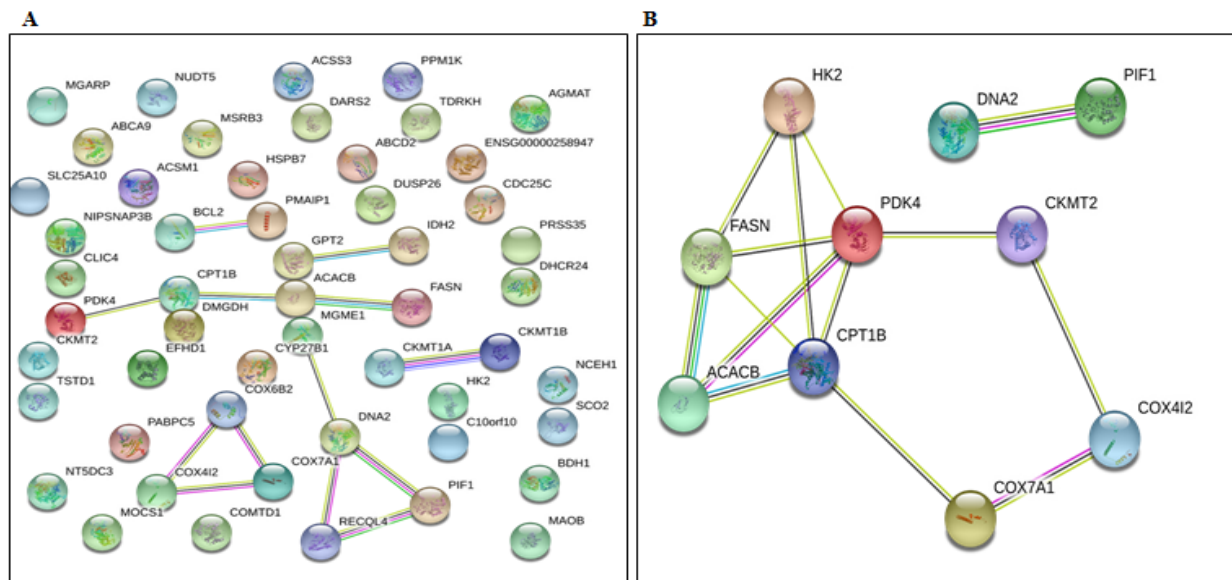 A
B
ACSS3
PPM1K
NUDT5
MGARP
AGMAT
DARS2
TDRKH
ABCA9
MSRB3
ABCD2
ENSG00000258947
HSPB7
ACSM1
SLC25A10
DUSP26
CDC25C
PMAIP1
NIPSNAP3B
BCL2
IDH2
PRSS35
GPT2
CLIC4
CPT1B
ACACB
DHCR24
FASN
PDK4
DMGDH
MGME1
CKMT2
CKMT1B
EFHD1
CYP27B1
CKMT1A
NCEH1
TSTD1
COX6B2
HK2
SCO2
DNA2
C10orf10
PABPC5
COX4I2
COX7A1
NT5DC3
BDH1
PIF1
MOCS1
COMTD1
RECQL4
MAOB
HK2
PIF1
DNA2
PDK4
CKMT2
FASN
CPT1B
ACACB
COX4I2
COX7A1